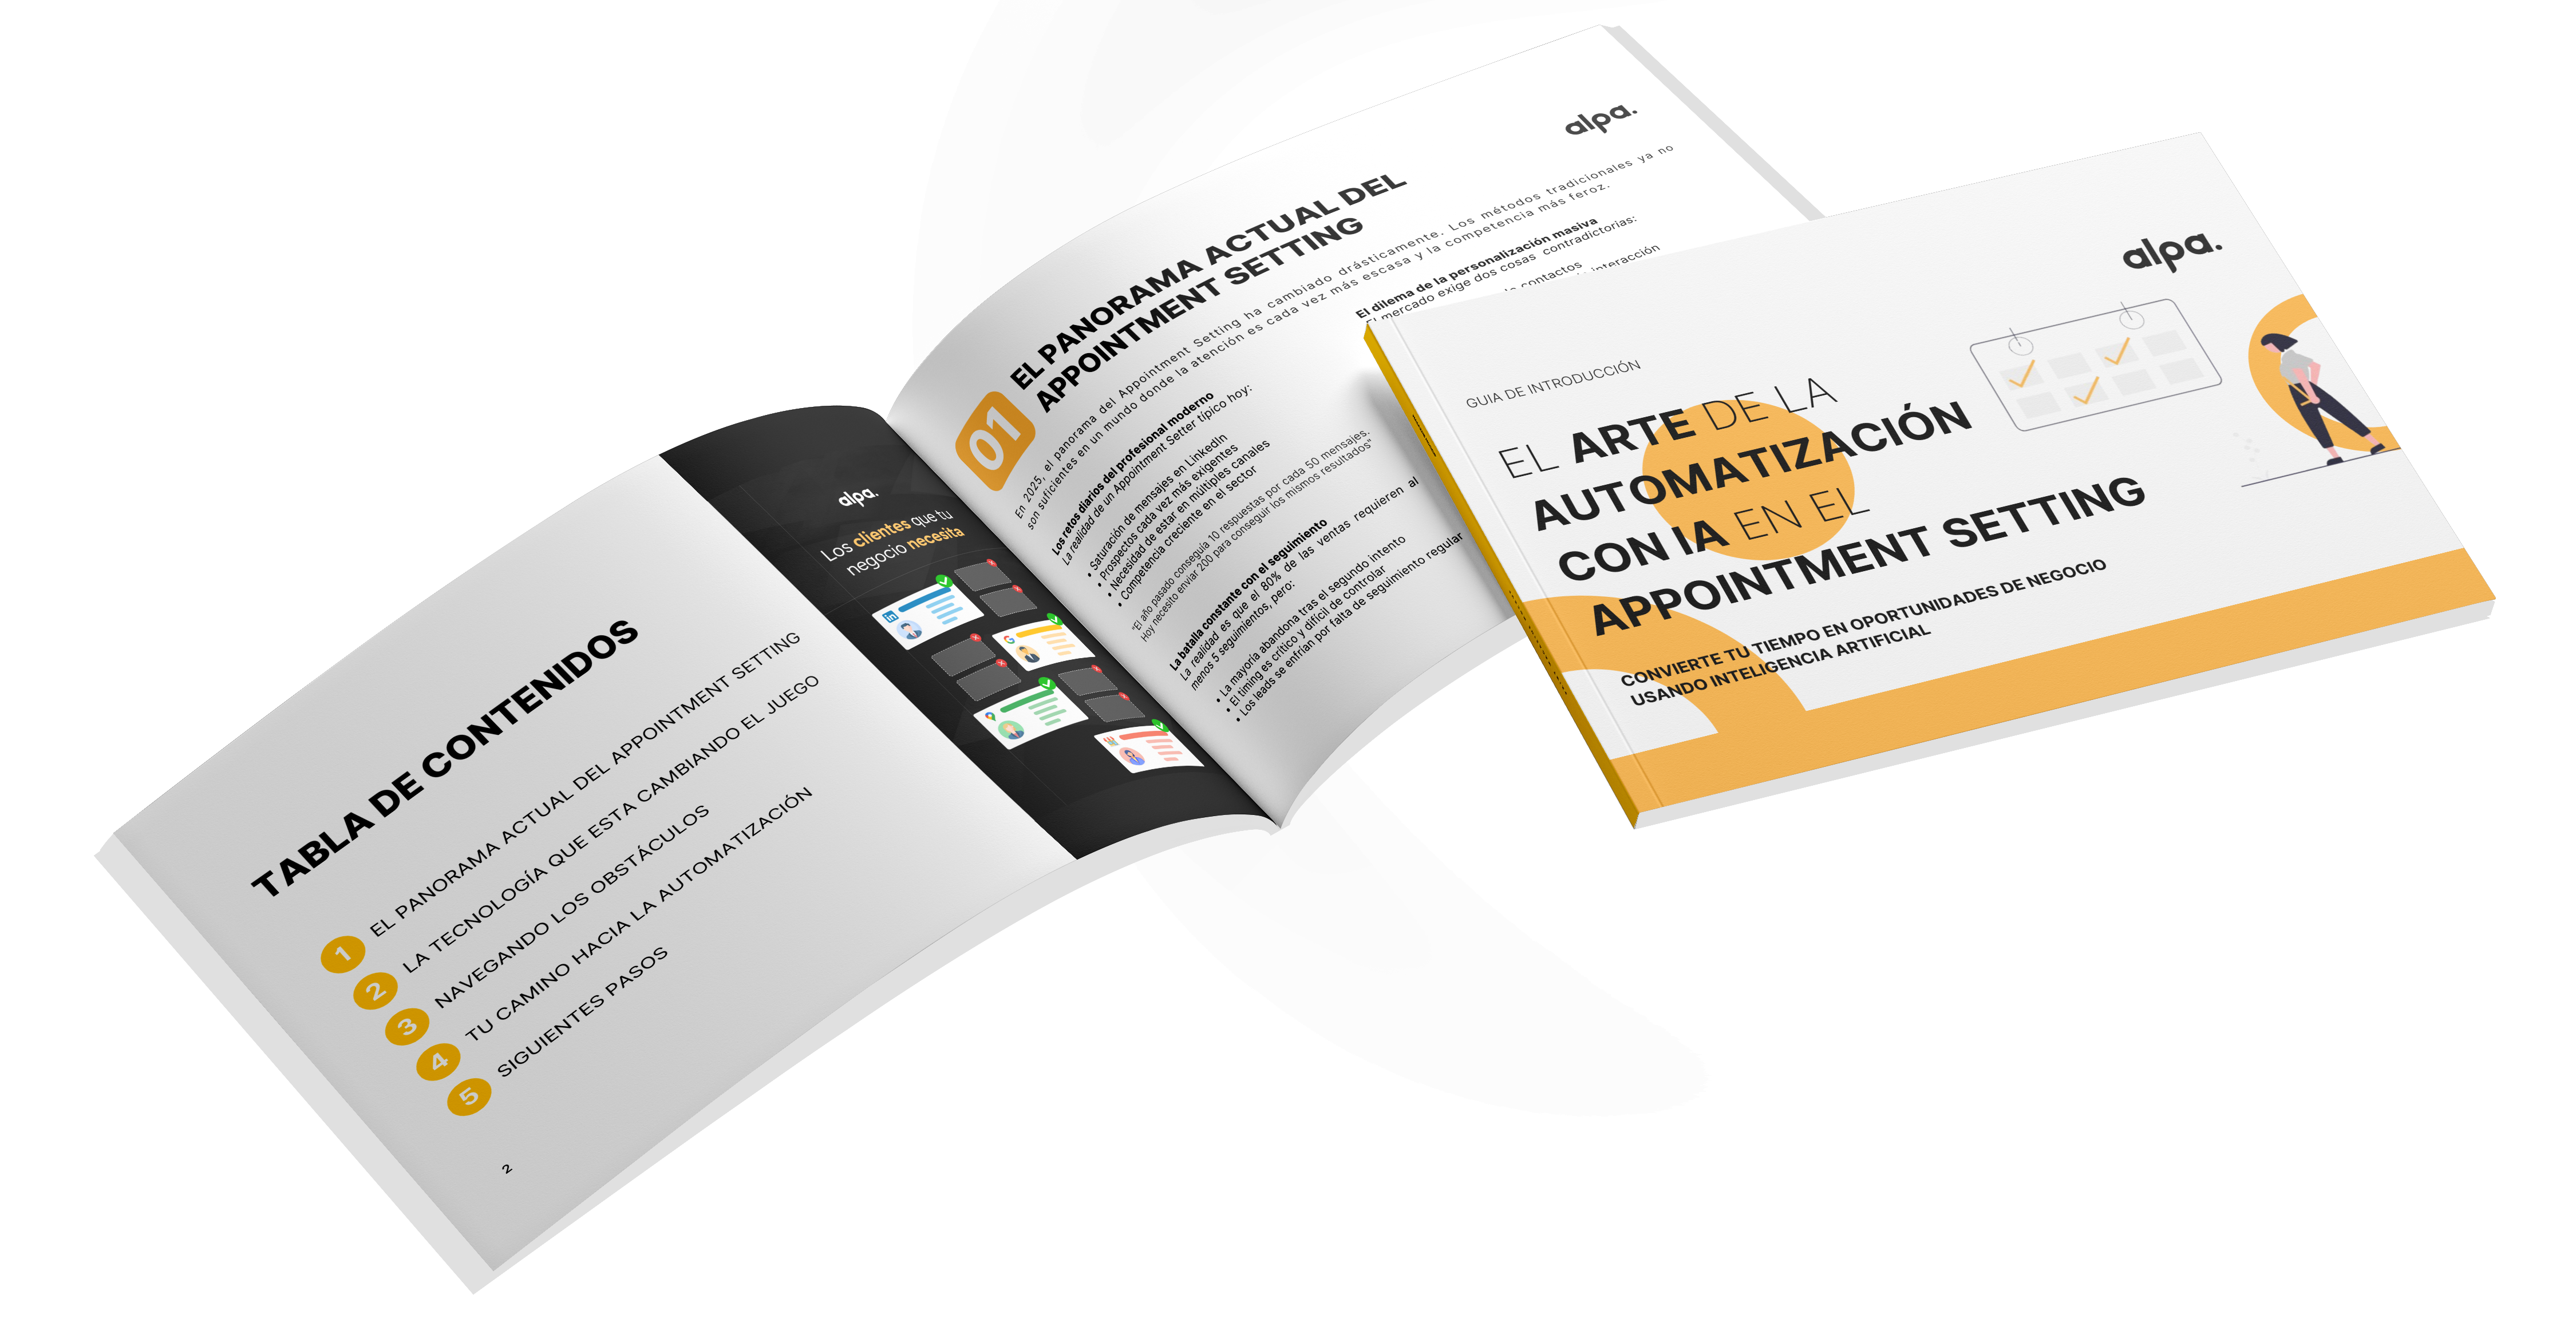 TABLA DE CONTENIDOS
1 EL PANORAMA ACTUAL DEL APPOINTMENT SETTING
2 LA TECNOLOGÍA QUE ESTA CAMBIANDO EL JUEGO
3 NAVEGANDO LOS OBSTÁCULOS
4 TU CAMINO HACIA LA AUTOMATIZACIÓN
5 SIGUIENTES PASOS
2
alpa.
Los clientes que tu
negocio necesita
in
G
alpa.
01
EL PANORAMA ACTUAL DEL
APPOINTMENT SETTING
En 2025, el panorama del Appointment Setting ha cambiado drásticamente. Los métodos tradicionales ya no
son suficientes en un mundo donde la atención es cada vez más escasa y la competencia más feroz.
Los retos diarios del profesional moderno
La realidad de un Appointment Setter típico hoy:
• Saturación de mensajes en LinkedIn
• Prospectos cada vez más exigentes
• Necesidad de estar en múltiples canales
• Competencia creciente en el sector
"El año pasado conseguía 10 respuestas por cada 50 mensajes.
Hoy necesito enviar 200 para conseguir los mismos resultados"
La batalla constante con el seguimiento
La realidad es que el 80% de las ventas requieren al
menos 5 seguimientos, pero:
• La mayoría abandona tras el segundo intento
• El timing es crítico y difícil de controlar
• Los leads se enfrían por falta de seguimiento regular
El dilema de la personalización masiva
El mercado exige dos cosas contradictorias:
contactos
interacción
alpa.
GUIA DE INTRODUCCIÓN
EL ARTE DE LA
AUTOMATIZACIÓN
CON IA EN EL
APPOINTMENT SETTING
CONVIERTE TU TIEMPO EN OPORTUNIDADES DE NEGOCIO
USANDO INTELIGENCIA ARTIFICIAL